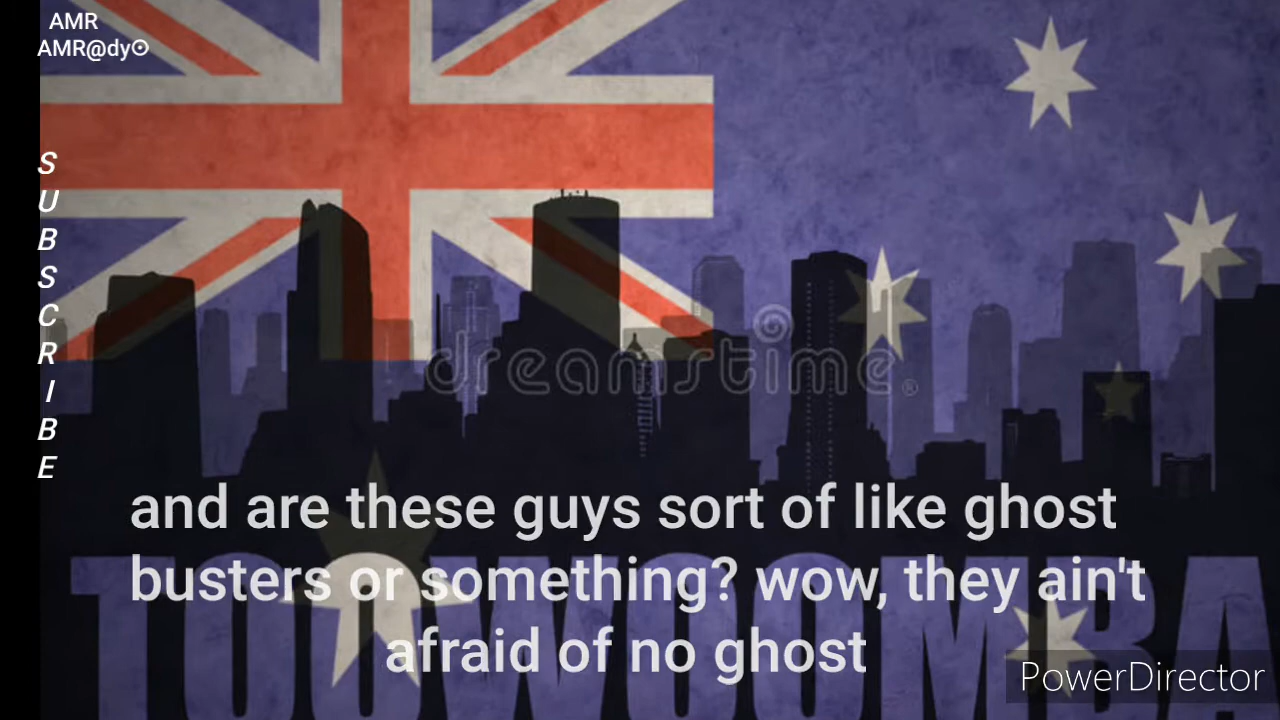 AMR
AMR@dy⊙
S
U
B
S
C
R
I
B
E
dreamstime®
and are these guys sort of like ghost
busters or something? wow, they ain't
afraid of no ghost
TOOWOOMBA
PowerDirector